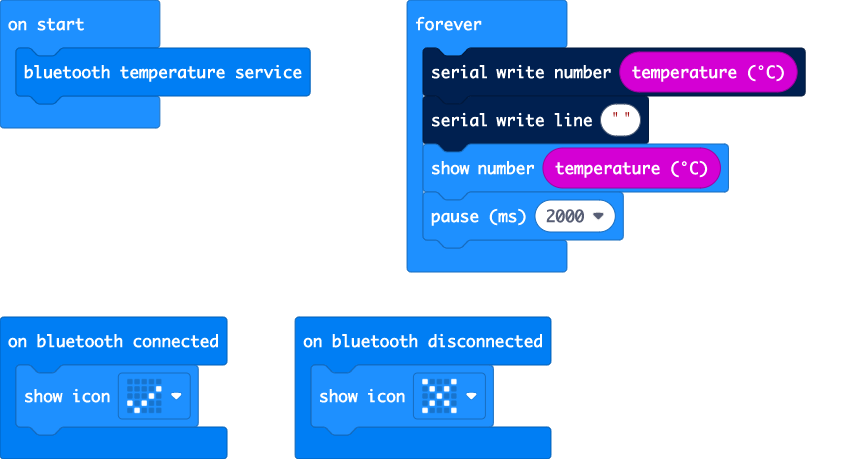 on start
bluetooth temperature service
forever
serial write number temperature (°C)
serial write line " "
show number temperature (°C)
pause (ms) 2000
on bluetooth connected
show icon
on bluetooth disconnected
show icon